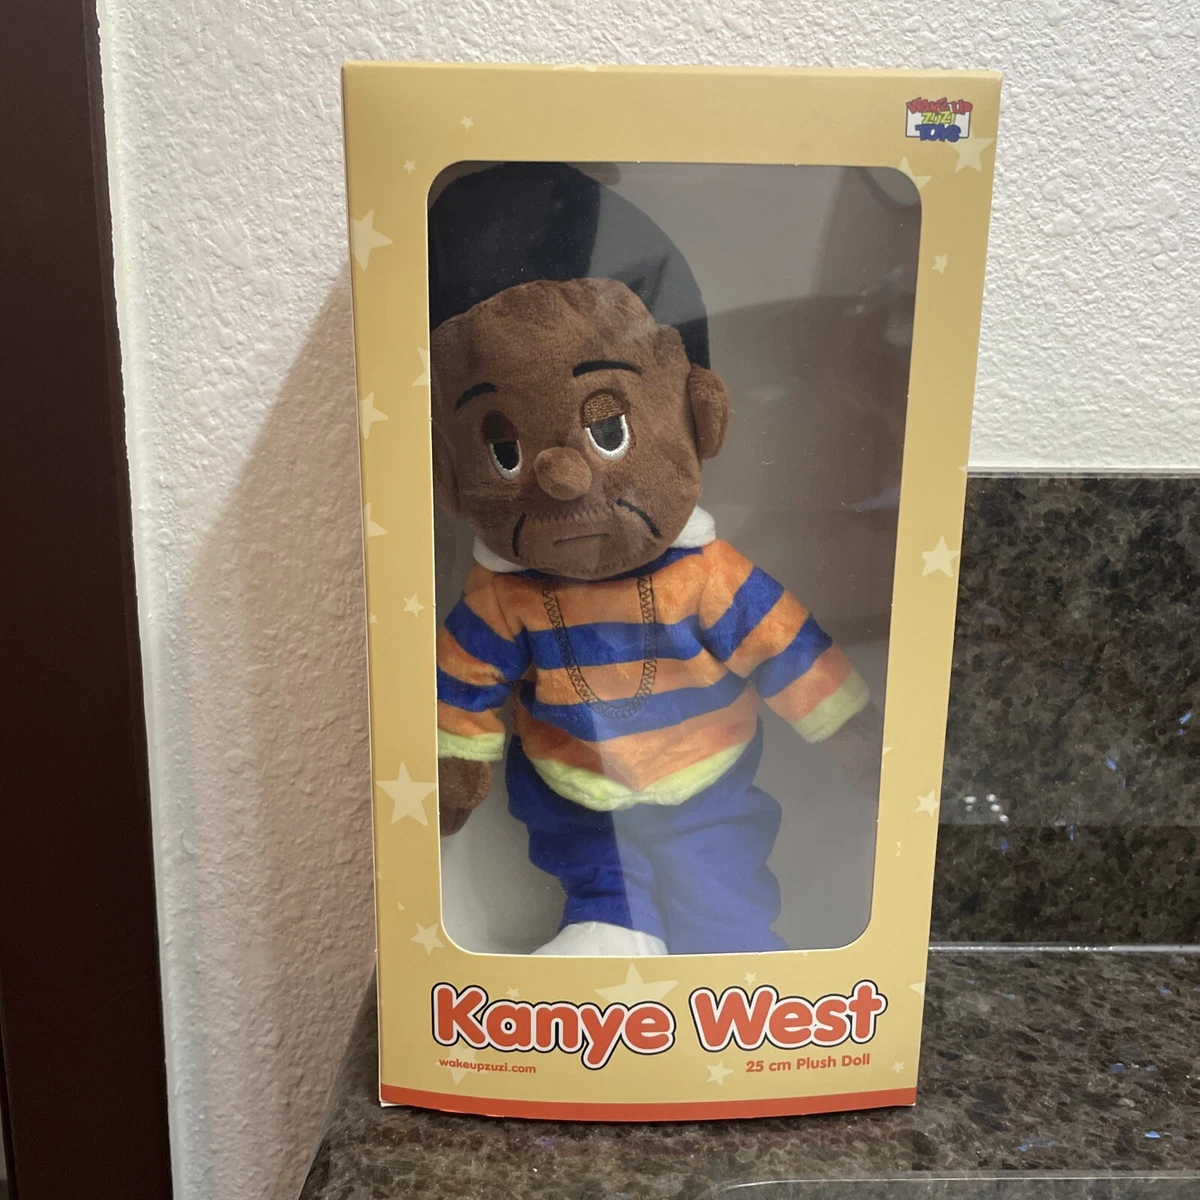 WAKE UP
ZUZI
TOYS
Kanye West
wakeupzuzi.com
25 cm Plush Doll